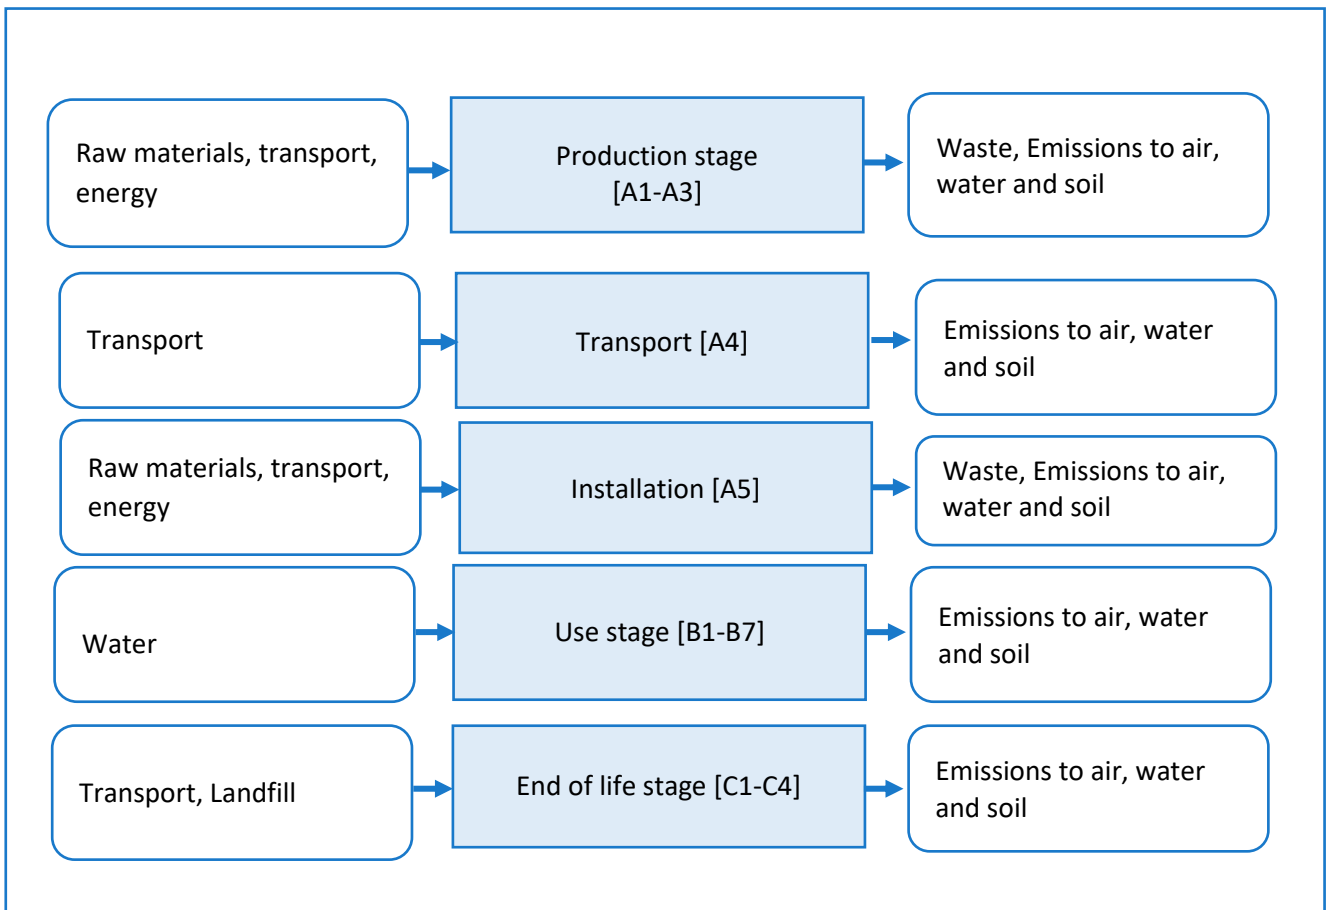 Raw materials, transport,
energy
Production stage
[A1-A3]
Waste, Emissions to air,
water and soil
Transport
Transport [A4]
Emissions to air, water
and soil
Raw materials, transport,
energy
Installation [A5]
Waste, Emissions to air,
water and soil
Water
Use stage [B1-B7]
Emissions to air, water
and soil
Transport, Landfill
End of life stage [C1-C4]
Emissions to air, water
and soil